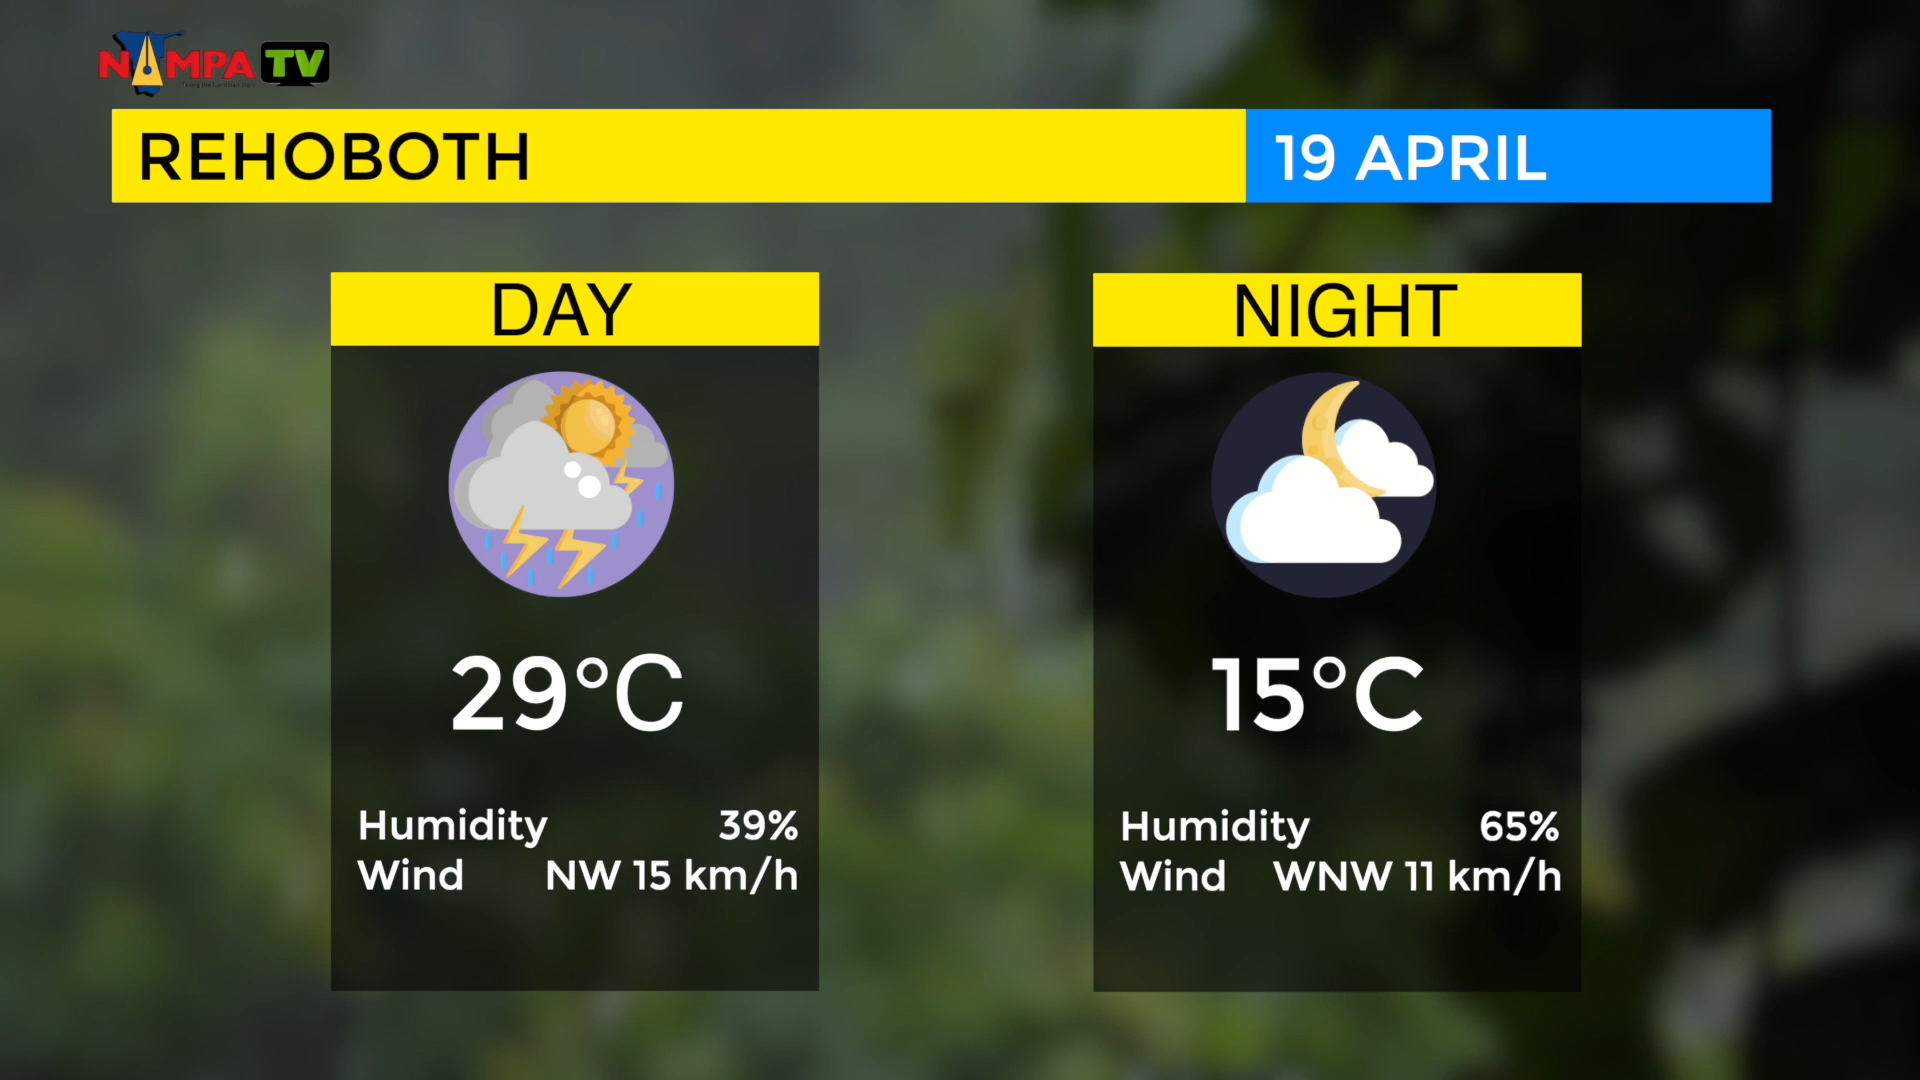 NAMPA TV
REHOBOTH
19 APRIL
DAY
29°C
Humidity 39%
Wind NW 15 km/h
NIGHT
15°C
Humidity 65%
Wind WNW 11 km/h